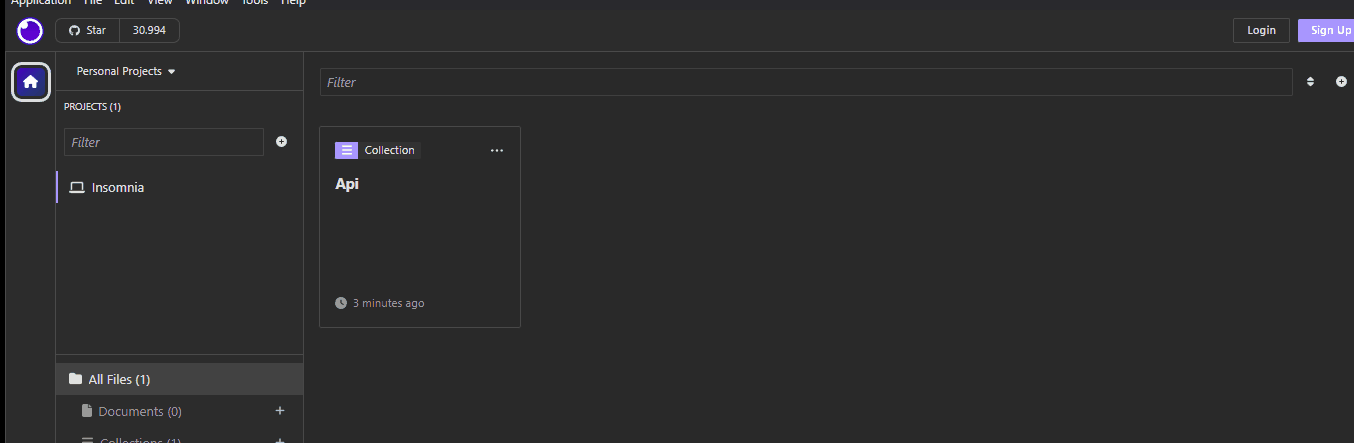 Application File Edit View Window Tools Help
Star 30.994 Login Sign Up
Personal Projects
PROJECTS (1)
Filter
Insomnia
All Files (1)
Documents (0)
Collections (1)
Filter
Collection
Api
3 minutes ago